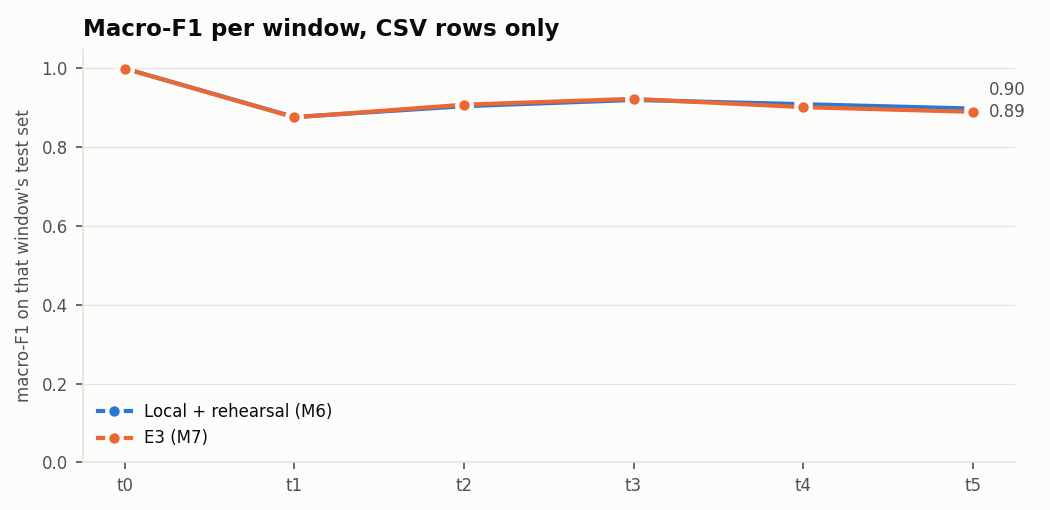 Macro-F1 per window, CSV rows only
macro-F1 on that window's test set
1.0
0.8
0.6
0.4
0.2
0.0
0.90
0.89
Local + rehearsal (M6)
E3 (M7)
t0
t1
t2
t3
t4
t5